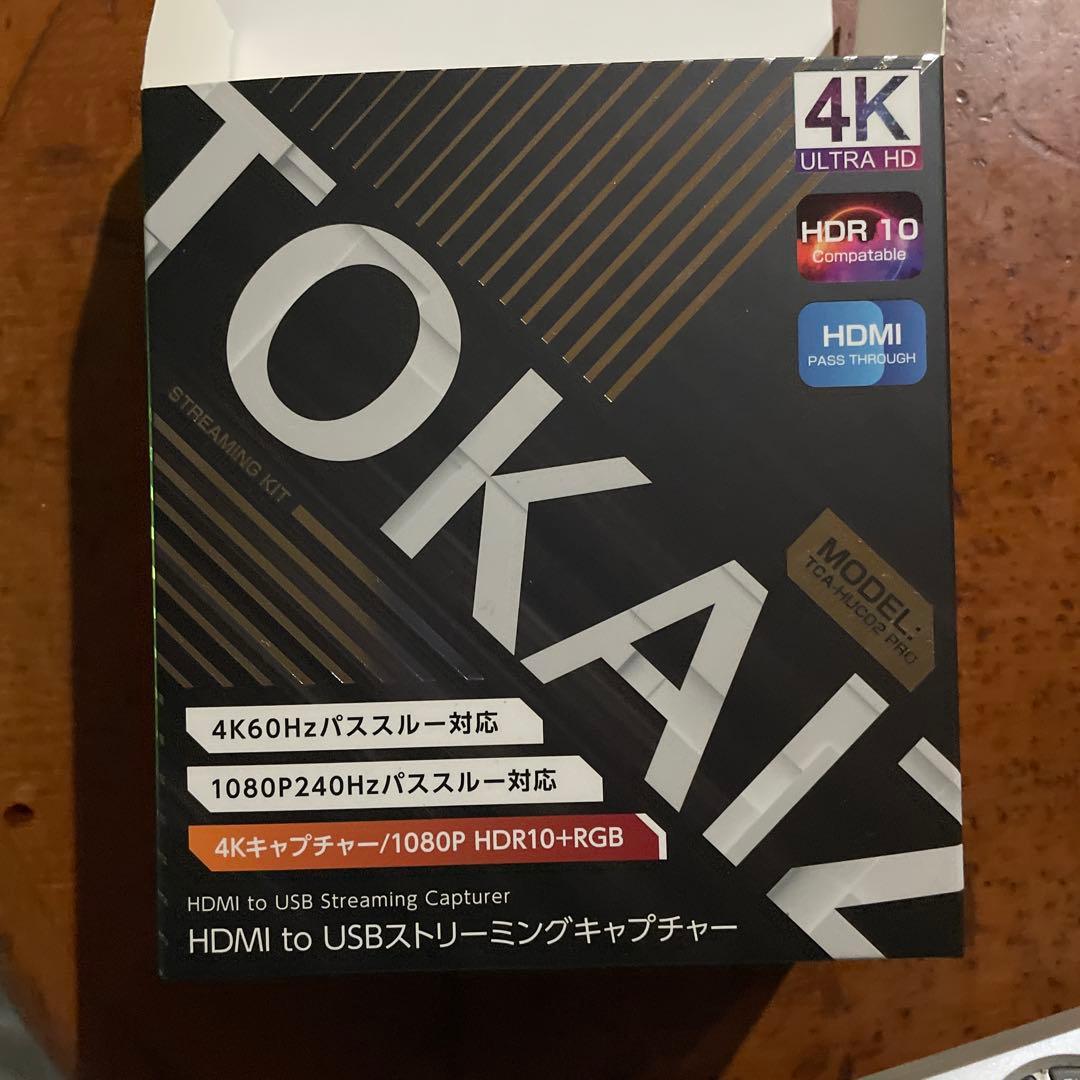 TOKAIZ
4K
ULTRA HD
HDR 10
Compatable
HDMI
PASS THROUGH
STREAMING KIT
MODEL:
TCA-HUC02 PRO
4K60Hzパススルー対応
1080P240Hzパススルー対応
4Kキャプチャー/1080P HDR10+RGB
HDMI to USB Streaming Capturer
HDMI to USBストリーミングキャプチャー